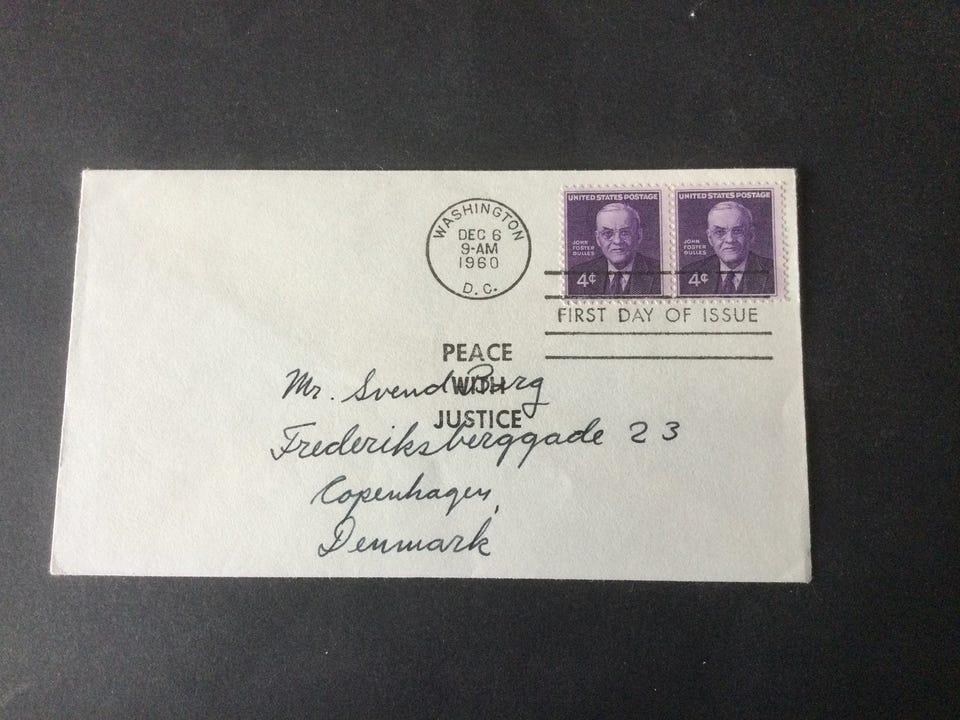 WASHINGTON
DEC 6
9-AM
1960
D.C.
UNITED STATES POSTAGE
JOHN
FOSTER
DULLES
4¢
UNITED STATES POSTAGE
JOHN
FOSTER
DULLES
4¢
FIRST DAY OF ISSUE
PEACE
WITH
JUSTICE
Mr. Svend Borg
Frederiksberggade 23
Copenhagen,
Denmark